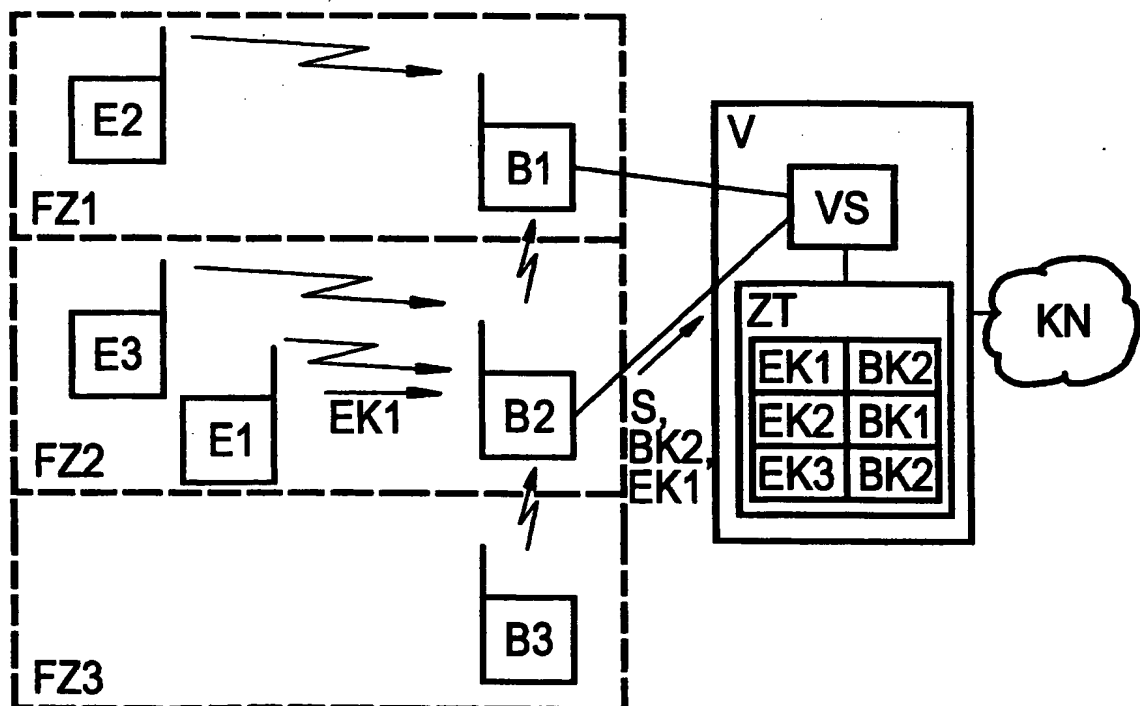 E2
B1
FZ1
V
VS
E3
E1
EK1
B2
FZ2
S,
BK2,
EK1
ZT
EK1 BK2
EK2 BK1
EK3 BK2
KN
B3
FZ3